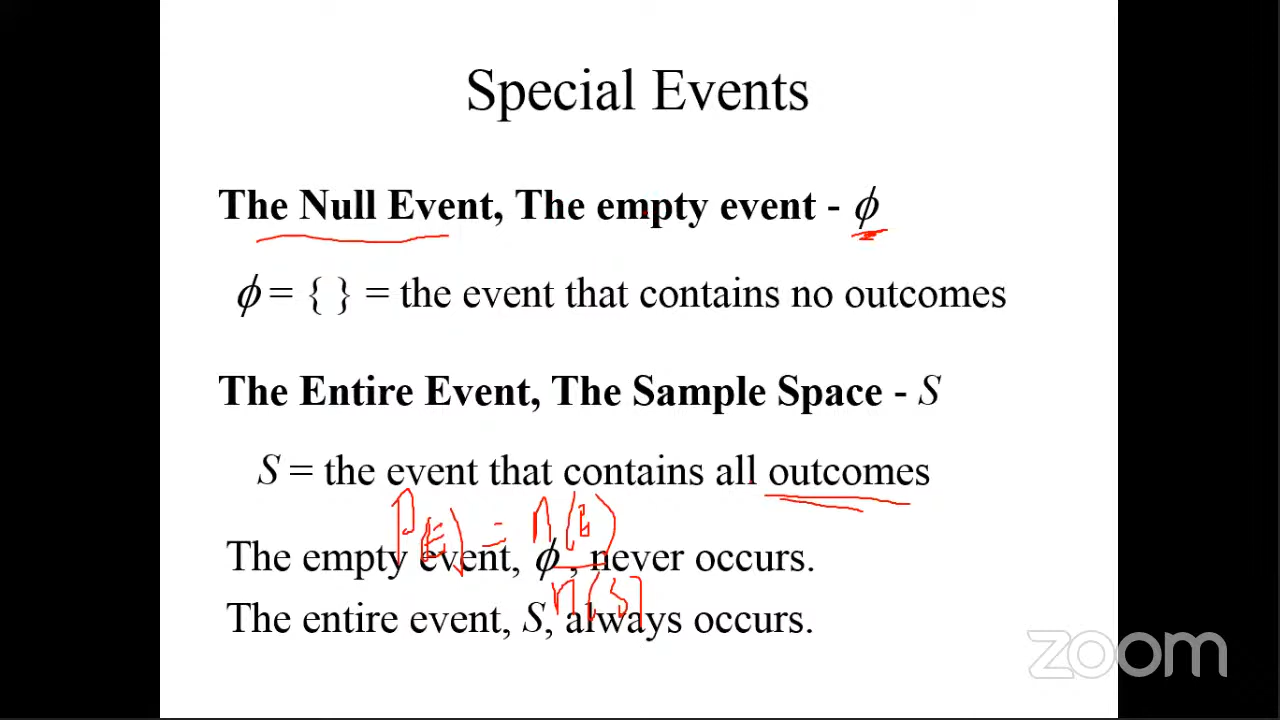 Special Events
The Null Event, The empty event - ϕ
ϕ = { } = the event that contains no outcomes
The Entire Event, The Sample Space - S
S = the event that contains all outcomes
P(E) = n(E)
The empty event, ϕ , never occurs.
n(S)
The entire event, S, always occurs.
zoom